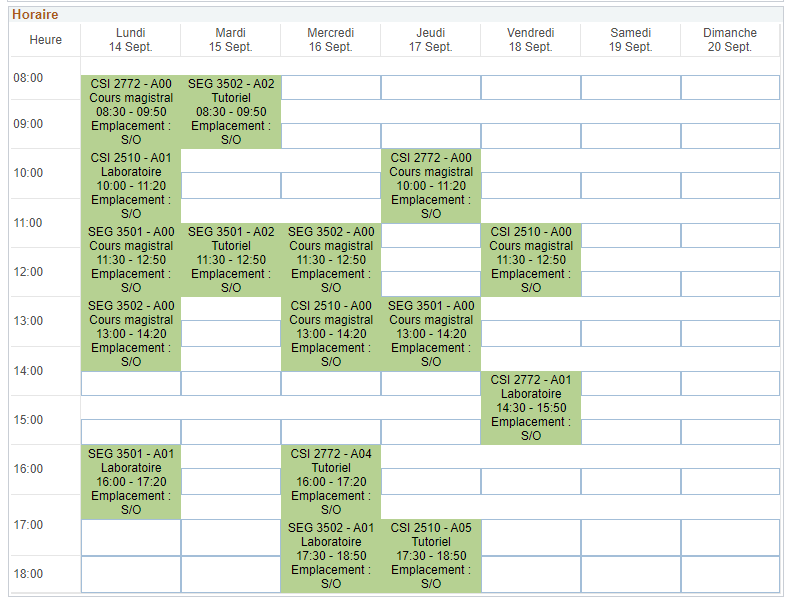 Horaire
Heure
Lundi
14 Sept.
Mardi
15 Sept.
Mercredi
16 Sept.
Jeudi
17 Sept.
Vendredi
18 Sept.
Samedi
19 Sept.
Dimanche
20 Sept.
08:00
CSI 2772 - A00
Cours magistral
08:30 - 09:50
Emplacement :
S/O
SEG 3502 - A02
Tutoriel
08:30 - 09:50
Emplacement :
S/O
09:00
10:00
CSI 2510 - A01
Laboratoire
10:00 - 11:20
Emplacement :
S/O
CSI 2772 - A00
Cours magistral
10:00 - 11:20
Emplacement :
S/O
11:00
SEG 3501 - A00
Cours magistral
11:30 - 12:50
Emplacement :
S/O
SEG 3501 - A02
Tutoriel
11:30 - 12:50
Emplacement :
S/O
SEG 3502 - A00
Cours magistral
11:30 - 12:50
Emplacement :
S/O
CSI 2510 - A00
Cours magistral
11:30 - 12:50
Emplacement :
S/O
12:00
13:00
SEG 3502 - A00
Cours magistral
13:00 - 14:20
Emplacement :
S/O
CSI 2510 - A00
Cours magistral
13:00 - 14:20
Emplacement :
S/O
SEG 3501 - A00
Cours magistral
13:00 - 14:20
Emplacement :
S/O
14:00
CSI 2772 - A01
Laboratoire
14:30 - 15:50
Emplacement :
S/O
15:00
16:00
SEG 3501 - A01
Laboratoire
16:00 - 17:20
Emplacement :
S/O
CSI 2772 - A04
Tutoriel
16:00 - 17:20
Emplacement :
S/O
17:00
SEG 3502 - A01
Laboratoire
17:30 - 18:50
Emplacement :
S/O
CSI 2510 - A05
Tutoriel
17:30 - 18:50
Emplacement :
S/O
18:00